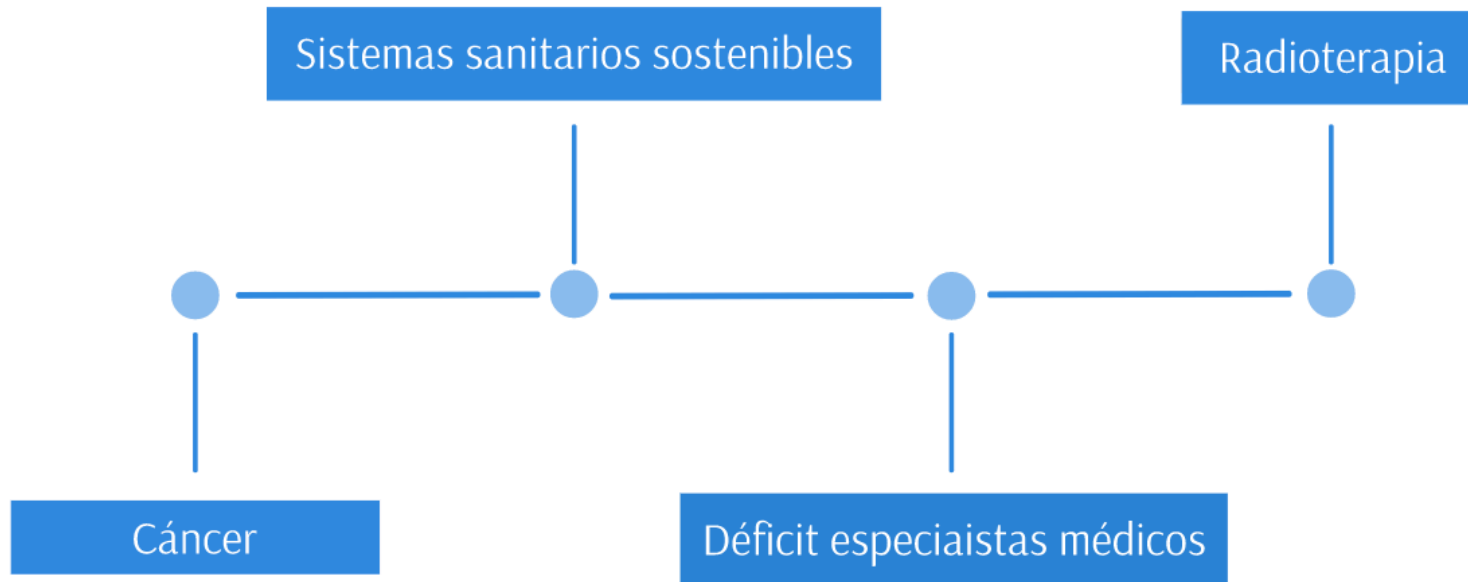 Sistemas sanitarios sostenibles
Radioterapia
Cáncer
Déficit especiaistas médicos